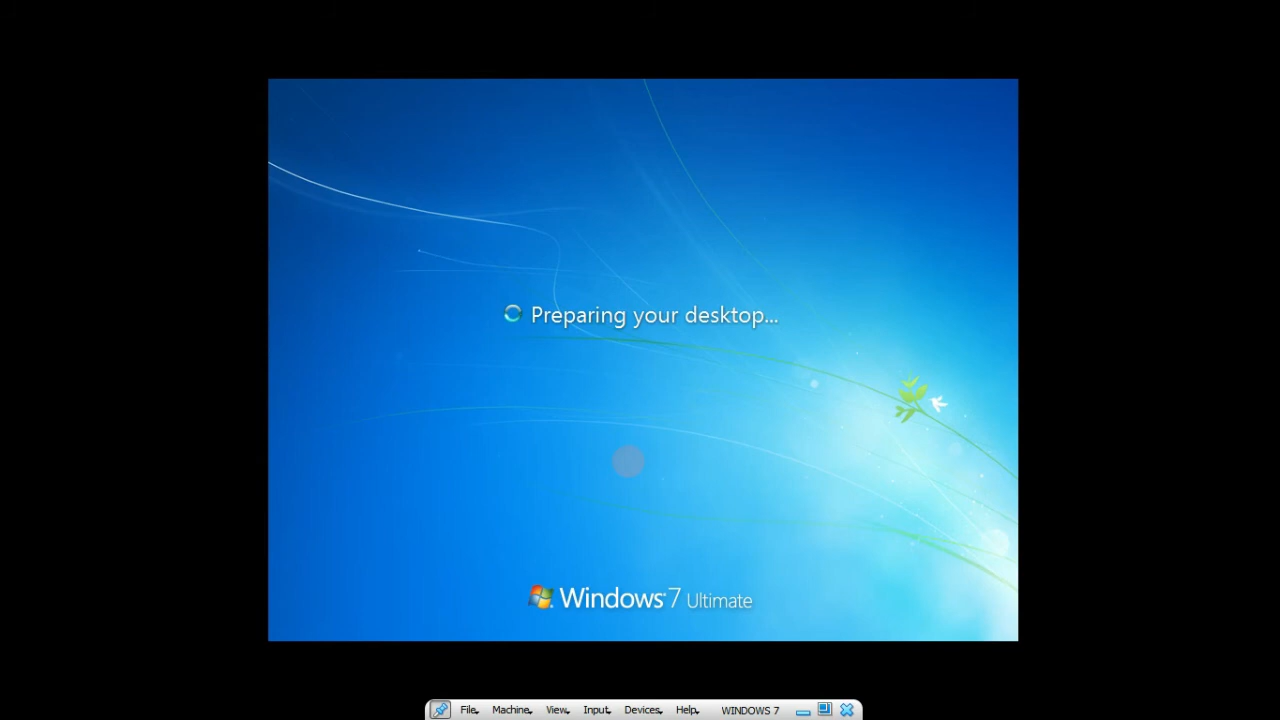 Preparing your desktop...
Windows 7 Ultimate
File Machine View Input Devices Help WINDOWS 7